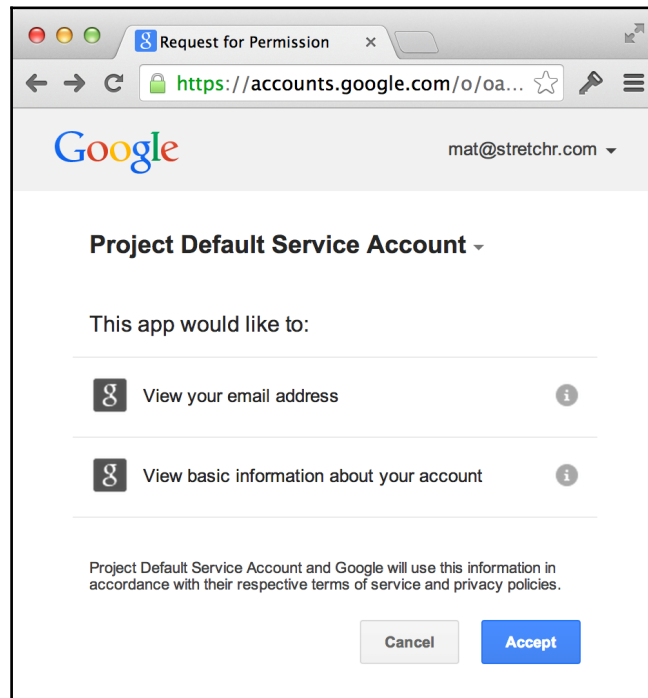 Request for Permission
https://accounts.google.com/o/oa...
Google
mat@stretchr.com
Project Default Service Account
This app would like to:
View your email address
View basic information about your account
Project Default Service Account and Google will use this information in
accordance with their respective terms of service and privacy policies.
Cancel
Accept